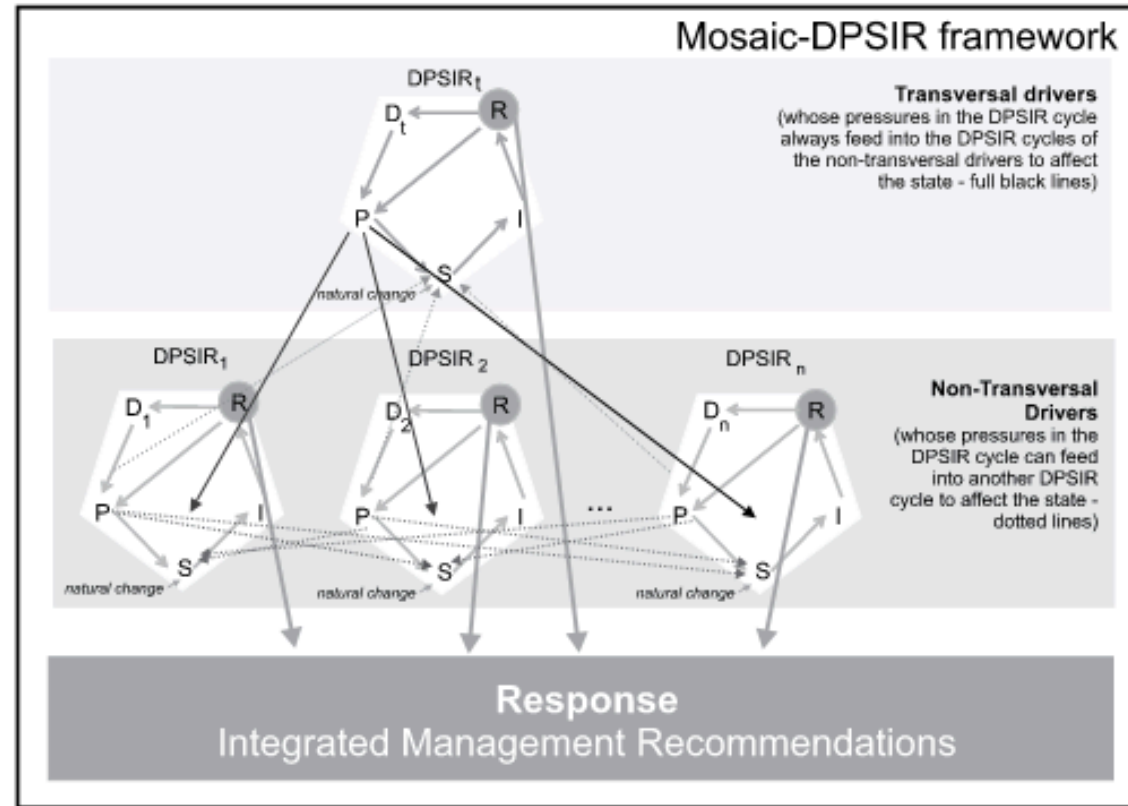 Mosaic-DPSIR framework
DPSIRt
Dt
R
P
I
S
natural change
Transversal drivers
(whose pressures in the DPSIR cycle
always feed into the DPSIR cycles of
the non-transversal drivers to affect
the state - full black lines)
DPSIR1
D1
R
P
I
S
natural change
DPSIR2
D2
R
P
I
S
natural change
...
DPSIRn
Dn
R
P
I
S
natural change
Non-Transversal
Drivers
(whose pressures in the
DPSIR cycle can feed
into another DPSIR
cycle to affect the state -
dotted lines)
Response
Integrated Management Recommendations